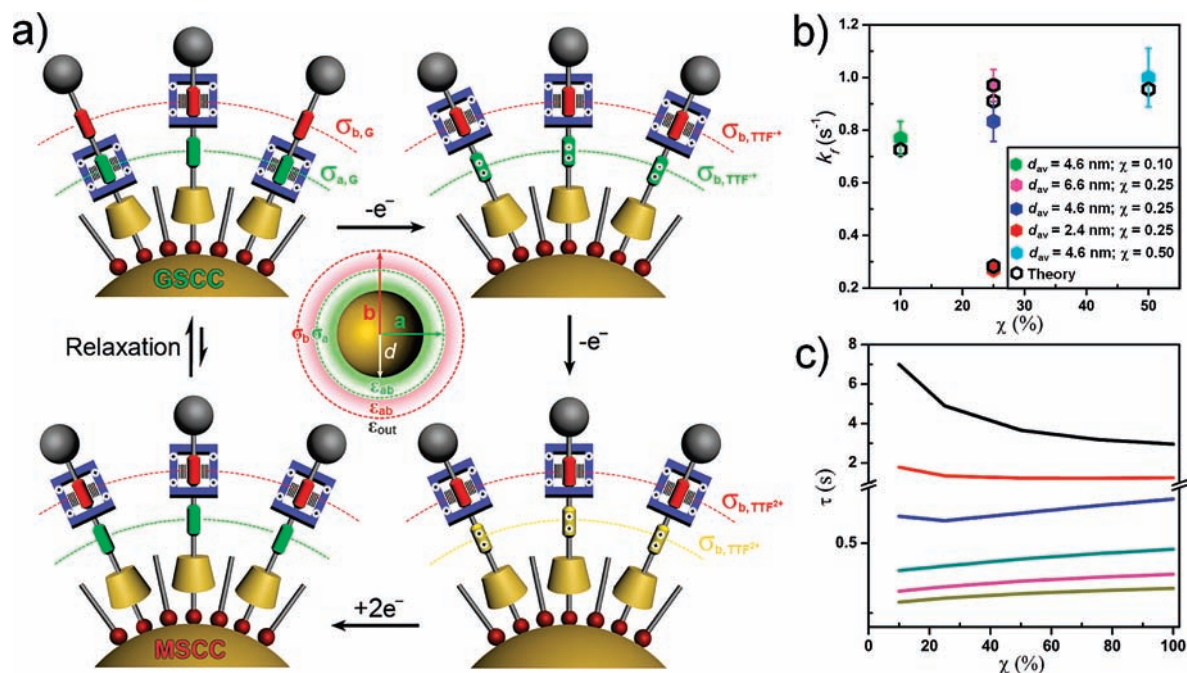 a)
σb,G
σa,G
GSCC
-e⁻
σb,TTF·+
σb,TTF·+
Relaxation
b
a
d
σb σa
εab
εab
εout
-e⁻
MSCC
+2e⁻
σb,TTF2+
σb,TTF2+
b)
kr(s⁻¹)
1.2
1.0
0.8
0.6
0.4
0.2
dav = 4.6 nm; χ = 0.10
dav = 6.6 nm; χ = 0.25
dav = 4.6 nm; χ = 0.25
dav = 2.4 nm; χ = 0.25
dav = 4.6 nm; χ = 0.50
Theory
10 20 30 40 50
χ (%)
c)
τ (s)
8
6
4
2
0.5
0 20 40 60 80 100
χ (%)